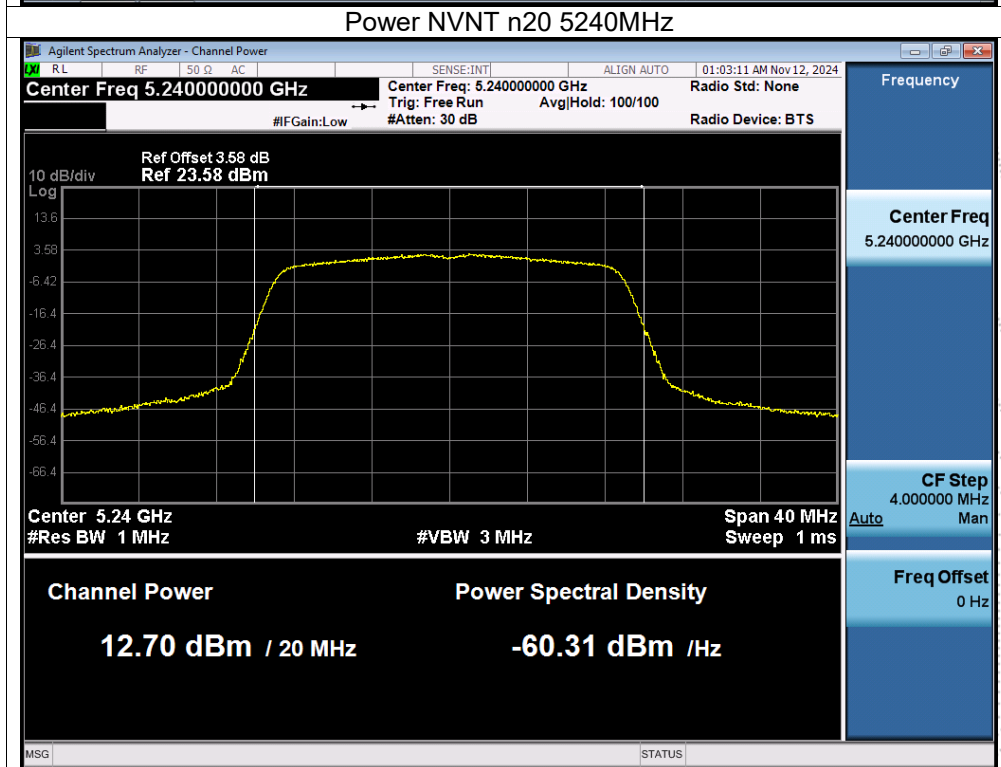 Power NVNT n20 5240MHz
Agilent Spectrum Analyzer - Channel Power
LXI RL RF 50 Ω AC SENSE:INT ALIGN AUTO 01:03:11 AM Nov 12, 2024
Center Freq 5.240000000 GHz Center Freq: 5.240000000 GHz Radio Std: None
Trig: Free Run Avg|Hold: 100/100
#IFGain:Low #Atten: 30 dB Radio Device: BTS
Frequency
Ref Offset 3.58 dB
10 dB/div Ref 23.58 dBm
Log
13.6
3.58
-6.42
-16.4
-26.4
-36.4
-46.4
-56.4
-66.4
Center Freq
5.240000000 GHz
CF Step
4.000000 MHz
Auto Man
Center 5.24 GHz Span 40 MHz
#Res BW 1 MHz #VBW 3 MHz Sweep 1 ms
Freq Offset
0 Hz
Channel Power Power Spectral Density
12.70 dBm / 20 MHz -60.31 dBm /Hz
MSG STATUS